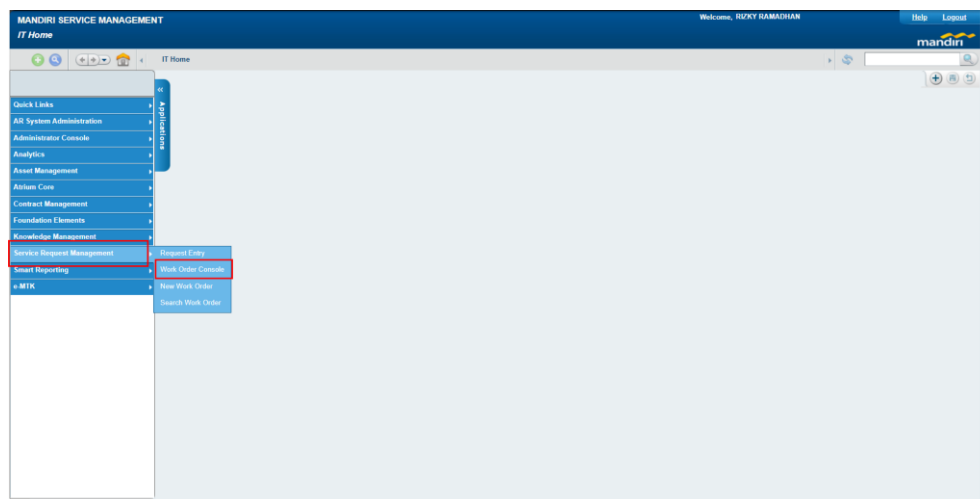 MANDIRI SERVICE MANAGEMENT
Welcome, RIZKY RAMADHAN
Help Logout
IT Home
mandiri
IT Home
Applications
Quick Links
AR System Administration
Administrator Console
Analytics
Asset Management
Atrium Core
Contract Management
Foundation Elements
Knowledge Management
Service Request Management
Smart Reporting
e-MTK
Request Entry
Work Order Console
New Work Order
Search Work Order